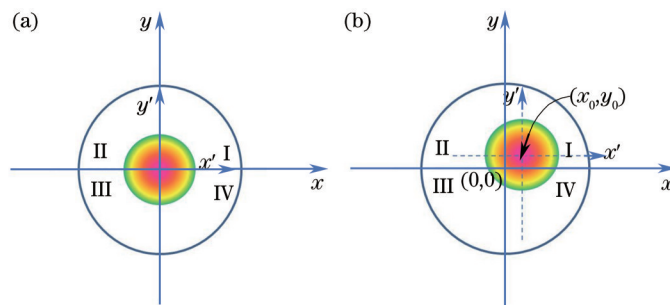 (a)
y
y′
II
I
x′
III
IV
x
(b)
y
y′
(x₀,y₀)
II
I
x′
III
(0,0)
IV
x